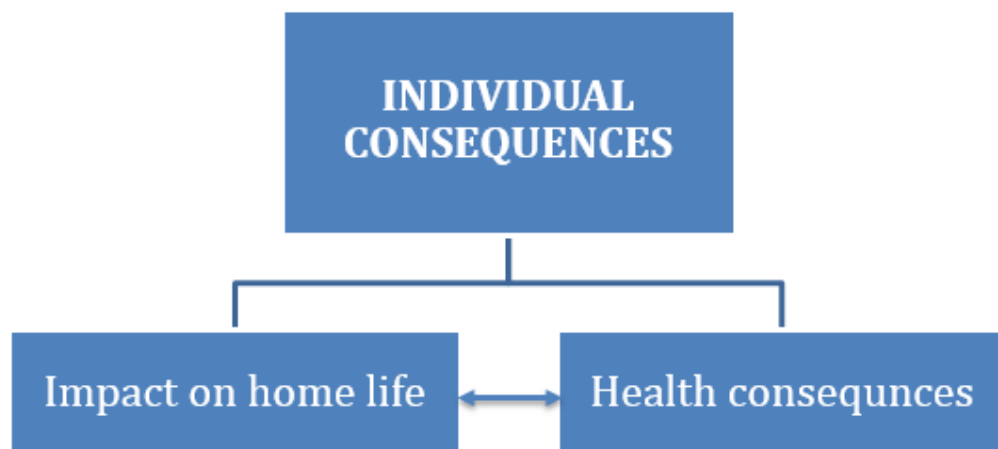 INDIVIDUAL
CONSEQUENCES
Impact on home life
Health consequnces